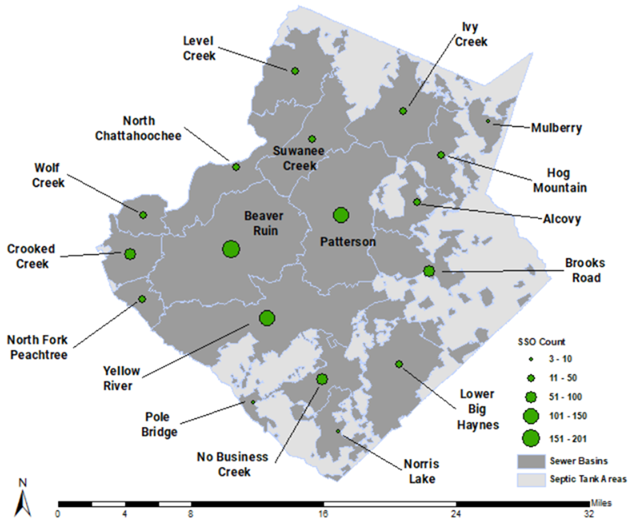 Ivy
Creek
Level
Creek
North
Chattahoochee
Mulberry
Suwanee
Creek
Hog
Mountain
Wolf
Creek
Beaver
Ruin
Alcovy
Patterson
Crooked
Creek
Brooks
Road
North Fork
Peachtree
SSO Count
3 - 10
11 - 50
51 - 100
101 - 150
151 - 201
Sewer Basins
Septic Tank Areas
Yellow
River
Lower
Big
Haynes
Pole
Bridge
No Business
Creek
Norris
Lake
N
Miles
0 4 8 16 24 32